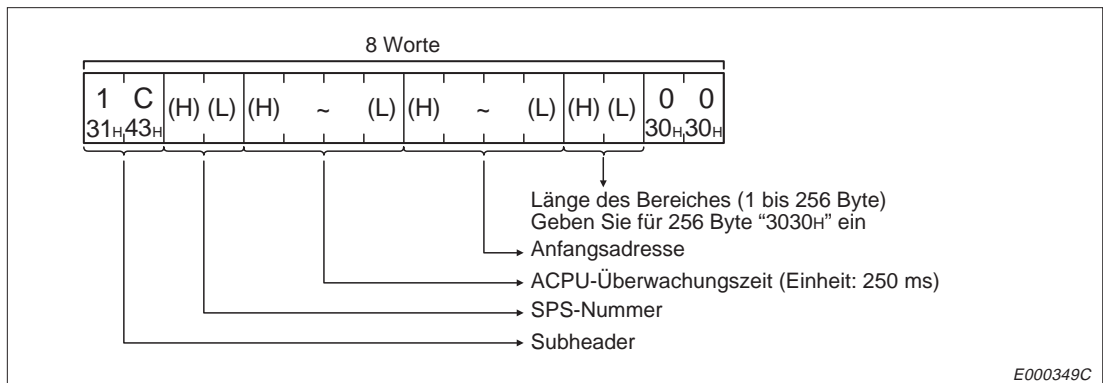 8 Worte
1 C (H) (L) (H) ~ (L) (H) ~ (L) (H) (L) 0 0
31H 43H 30H 30H
Länge des Bereiches (1 bis 256 Byte)
Geben Sie für 256 Byte “3030H” ein
Anfangsadresse
ACPU-Überwachungszeit (Einheit: 250 ms)
SPS-Nummer
Subheader
E000349C